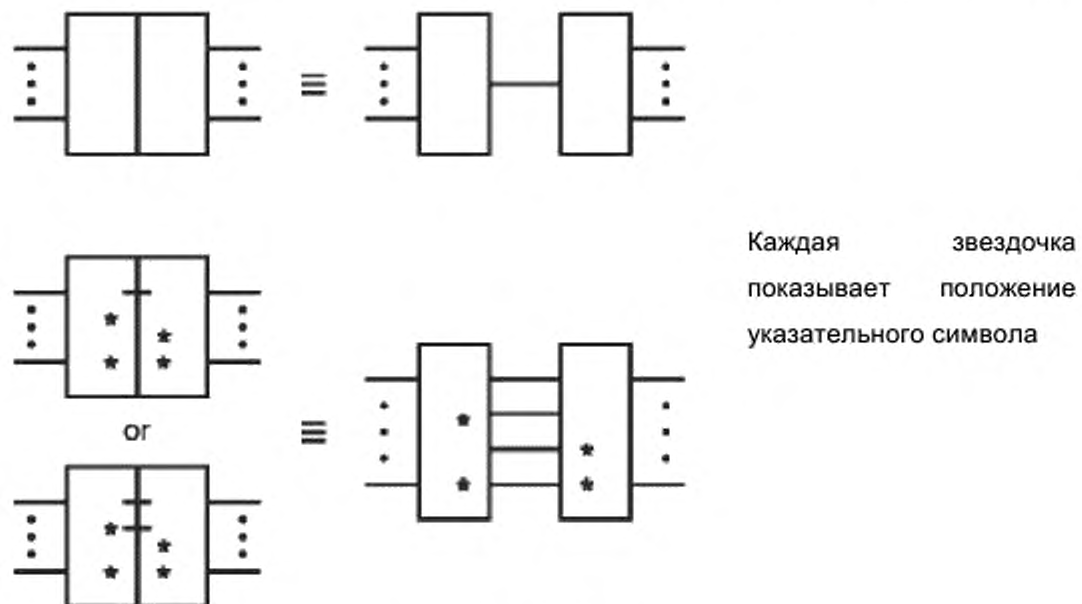 Каждая звездочка
показывает положение
указательного символа
or